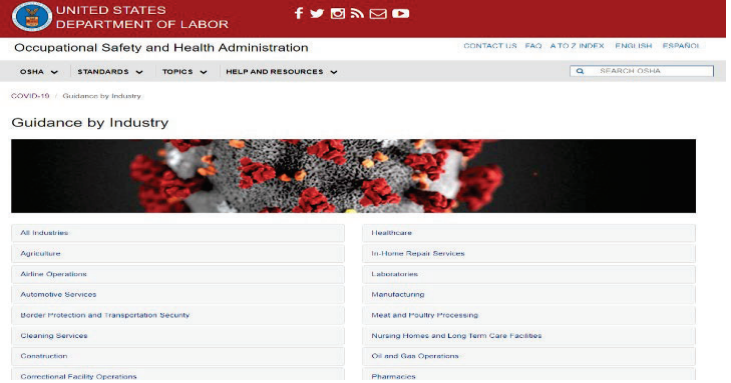 UNITED STATES
DEPARTMENT OF LABOR
Occupational Safety and Health Administration
CONTACT US FAQ A TO Z INDEX ENGLISH ESPAÑOL
OSHA STANDARDS TOPICS HELP AND RESOURCES
SEARCH OSHA
COVID-19 / Guidance by Industry
Guidance by Industry
All Industries
Agriculture
Airline Operations
Automotive Services
Border Protection and Transportation Security
Cleaning Services
Construction
Correctional Facility Operations
Healthcare
In-Home Repair Services
Laboratories
Manufacturing
Meat and Poultry Processing
Nursing Homes and Long Term Care Facilities
Oil and Gas Operations
Pharmacies